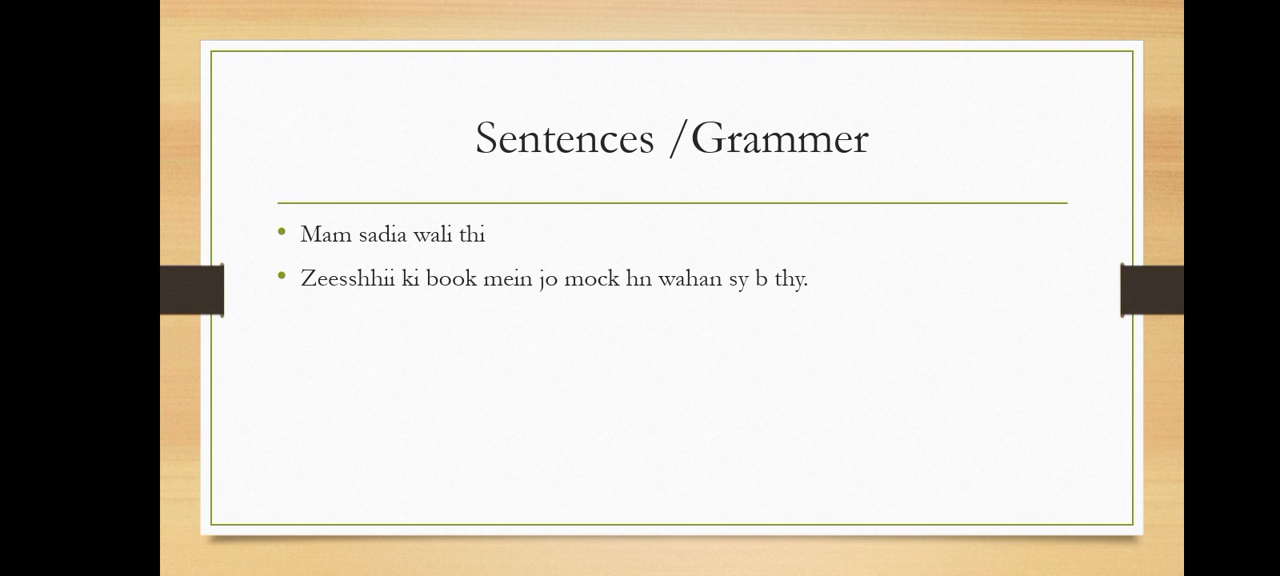 Sentences /Grammer
• Mam sadia wali thi
• Zeesshhii ki book mein jo mock hn wahan sy b thy.